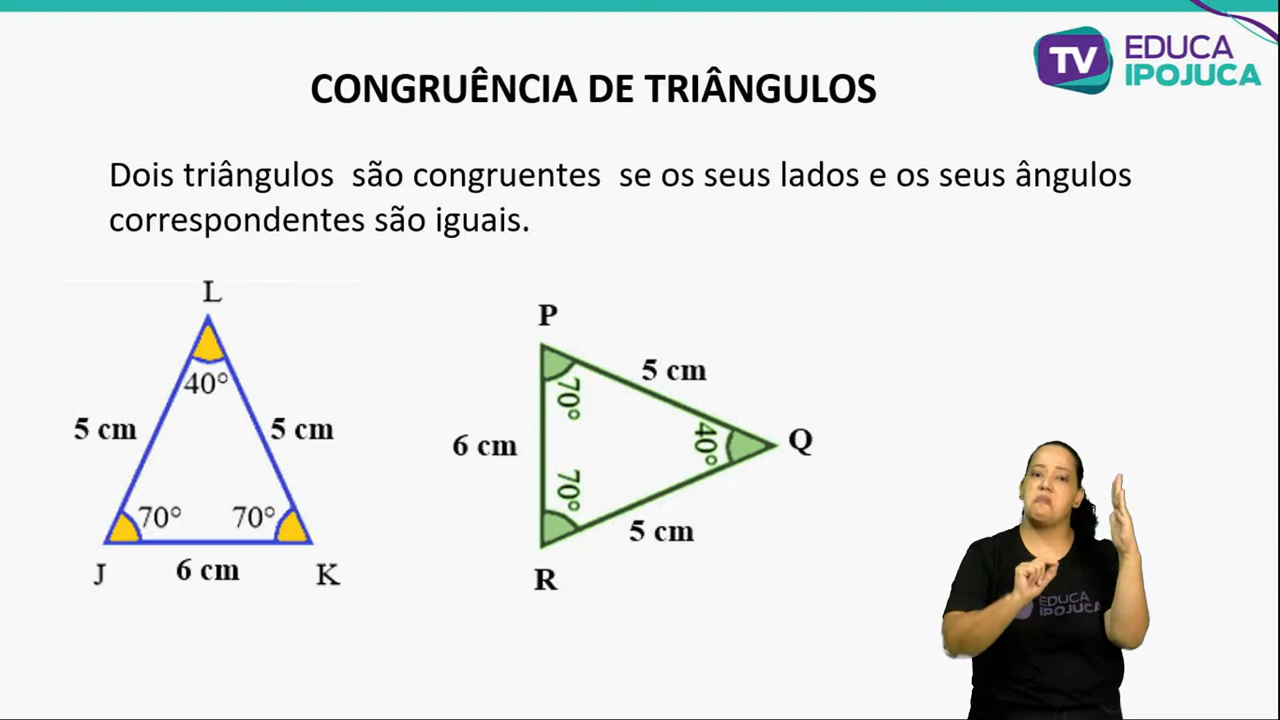 TV EDUCA
IPOJUCA
CONGRUÊNCIA DE TRIÂNGULOS
Dois triângulos são congruentes se os seus lados e os seus ângulos
correspondentes são iguais.
L
40°
5 cm
5 cm
70°
70°
J
6 cm
K
P
5 cm
70°
6 cm
40°
Q
70°
5 cm
R
EDUCA
IPOJUCA